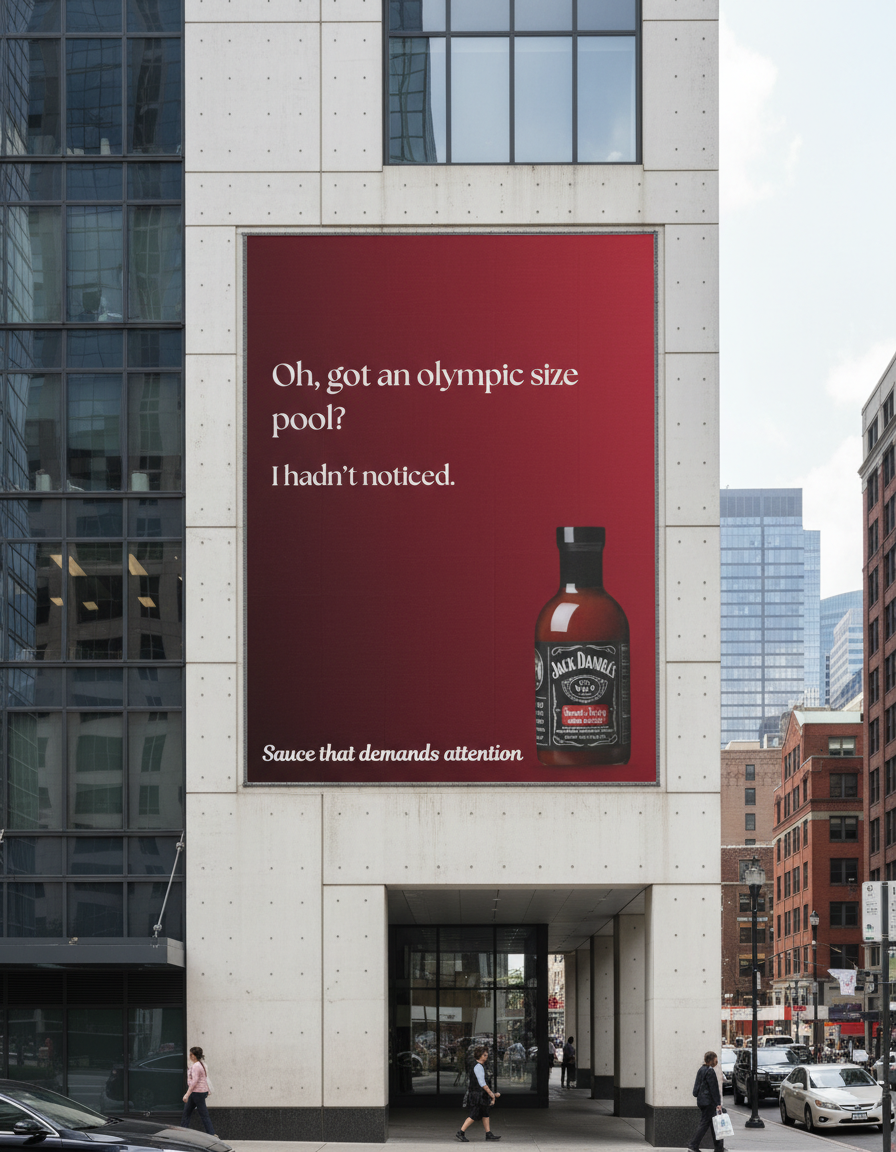 Oh, got an olympic size
pool?
I hadn't noticed.
JACK DANIEL'S
Sauce that demands attention